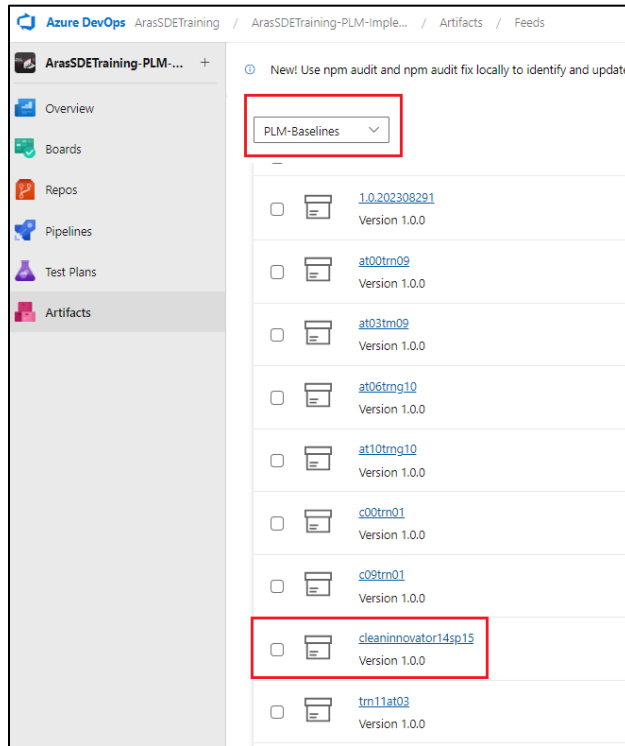 Azure DevOps ArasSDETraining / ArasSDETraining-PLM-Imple... / Artifacts / Feeds
ArasSDETraining-PLM-... +
New! Use npm audit and npm audit fix locally to identify and update
Overview
PLM-Baselines
Boards
Repos
Pipelines
Test Plans
Artifacts
1.0.202308291
Version 1.0.0
at00trn09
Version 1.0.0
at03tm09
Version 1.0.0
at06trng10
Version 1.0.0
at10trng10
Version 1.0.0
c00trn01
Version 1.0.0
c09trn01
Version 1.0.0
cleaninnovator14sp15
Version 1.0.0
trn11at03
Version 1.0.0